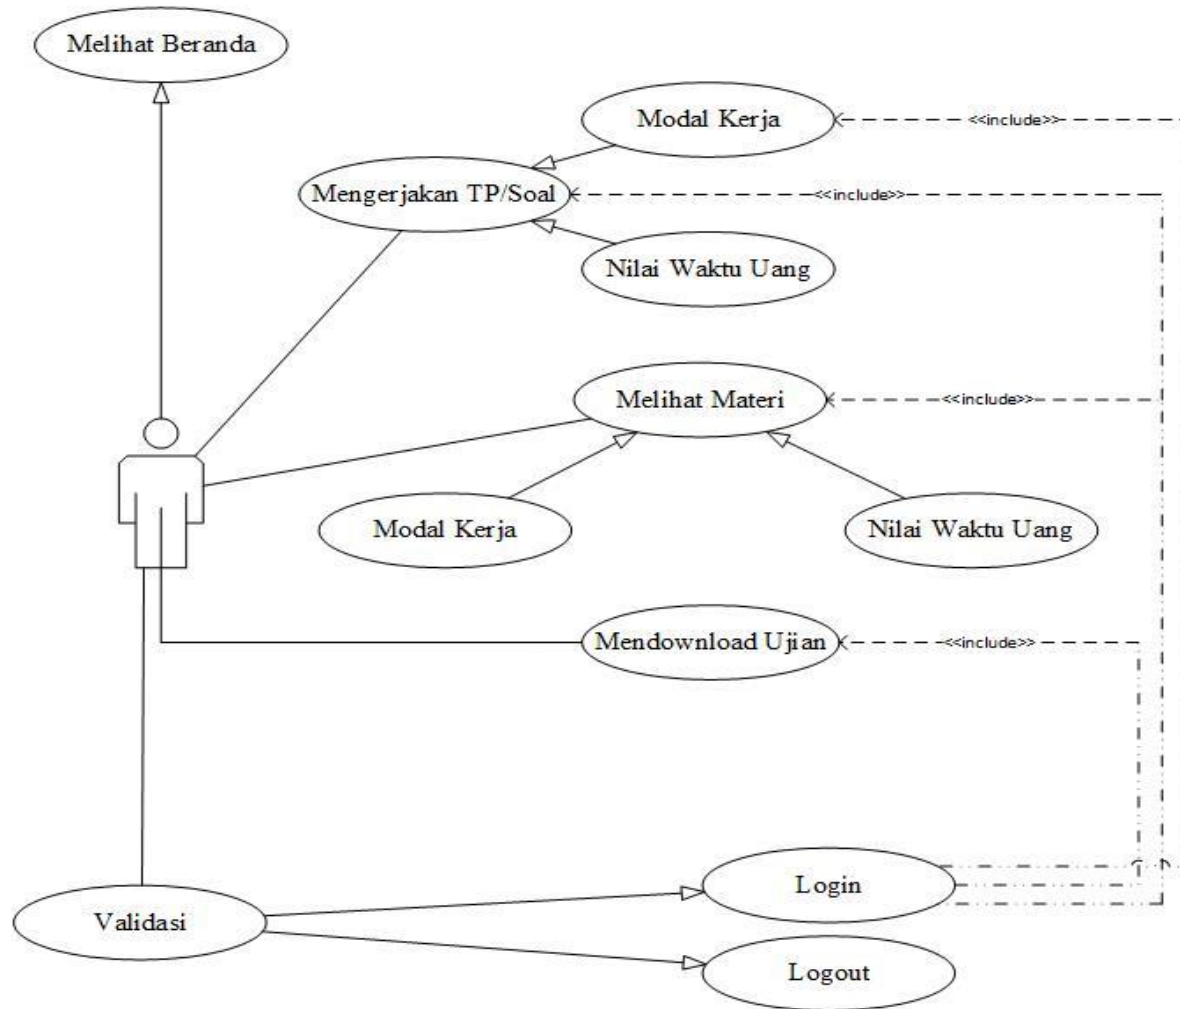 Melihat Beranda
Modal Kerja
<<include>>
Mengerjakan TP/Soal
<<include>>
Nilai Waktu Uang
Melihat Materi
<<include>>
Modal Kerja
Nilai Waktu Uang
Mendownload Ujian
<<include>>
Login
Validasi
Logout